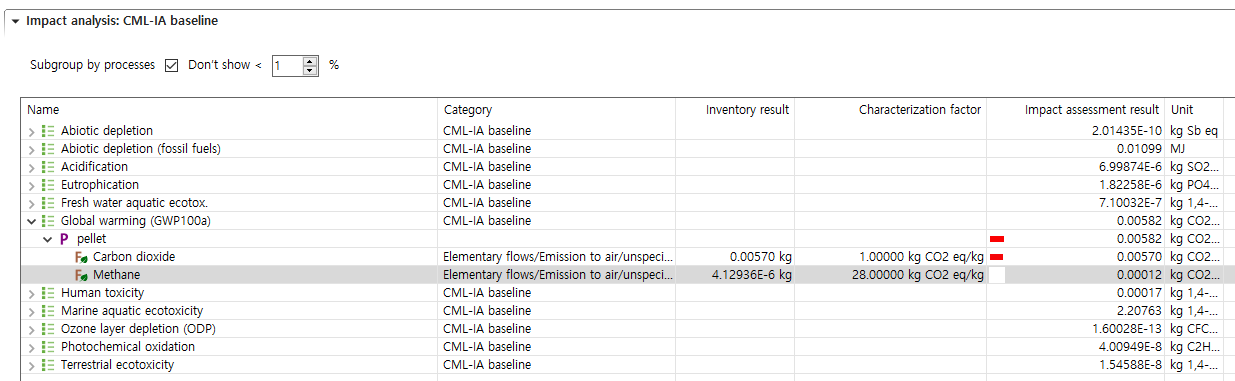 Impact analysis: CML-IA baseline
Subgroup by processes Don't show < 1 %
Name Category Inventory result Characterization factor Impact assessment result Unit
Abiotic depletion CML-IA baseline 2.01435E-10 kg Sb eq
Abiotic depletion (fossil fuels) CML-IA baseline 0.01099 MJ
Acidification CML-IA baseline 6.99874E-6 kg SO2...
Eutrophication CML-IA baseline 1.82258E-6 kg PO4...
Fresh water aquatic ecotox. CML-IA baseline 7.10032E-7 kg 1,4-...
Global warming (GWP100a) CML-IA baseline 0.00582 kg CO2...
P pellet 0.00582 kg CO2...
Carbon dioxide Elementary flows/Emission to air/unspeci... 0.00570 kg 1.00000 kg CO2 eq/kg 0.00570 kg CO2...
Methane Elementary flows/Emission to air/unspeci... 4.12936E-6 kg 28.00000 kg CO2 eq/kg 0.00012 kg CO2...
Human toxicity CML-IA baseline 0.00017 kg 1,4-...
Marine aquatic ecotoxicity CML-IA baseline 2.20763 kg 1,4-...
Ozone layer depletion (ODP) CML-IA baseline 1.60028E-13 kg CFC...
Photochemical oxidation CML-IA baseline 4.00949E-8 kg C2H...
Terrestrial ecotoxicity CML-IA baseline 1.54588E-8 kg 1,4-...